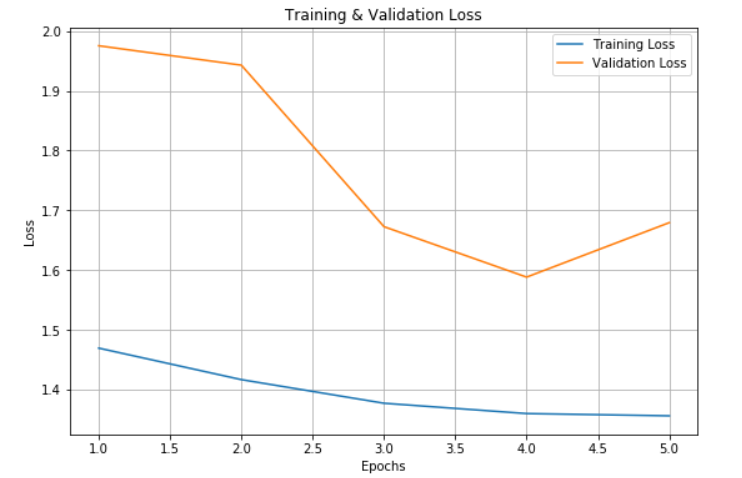 Training & Validation Loss
Training Loss
Validation Loss
2.0
1.9
1.8
1.7
1.6
1.5
1.4
Loss
1.0 1.5 2.0 2.5 3.0 3.5 4.0 4.5 5.0
Epochs